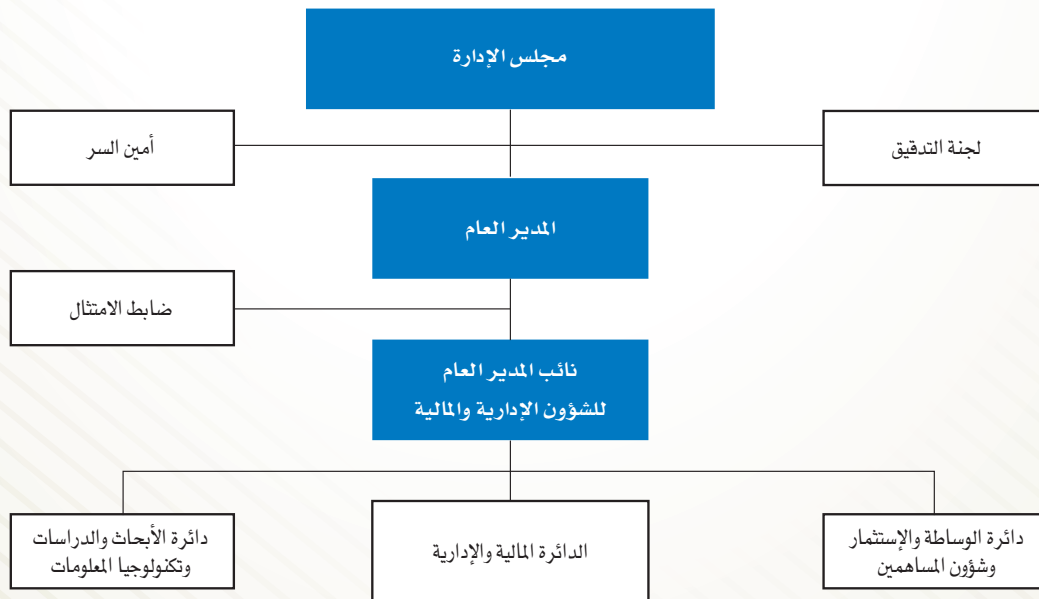 مجلس الإدارة
لجنة التدقيق
أمين السر
المدير العام
ضابط الامتثال
نائب المدير العام
للشؤون الإدارية والمالية
دائرة الوساطة والإستثمار
وشؤون المساهمين
الدائرة المالية والإدارية
دائرة الأبحاث والدراسات
وتكنولوجيا المعلومات